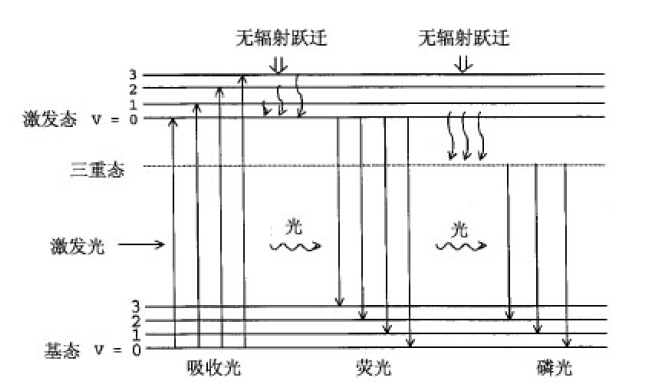 无辐射跃迁 无辐射跃迁
3
2
1
激发态 V = 0
三重态
激发光
光 光
3
2
1
基态 V = 0
吸收光 荧光 磷光